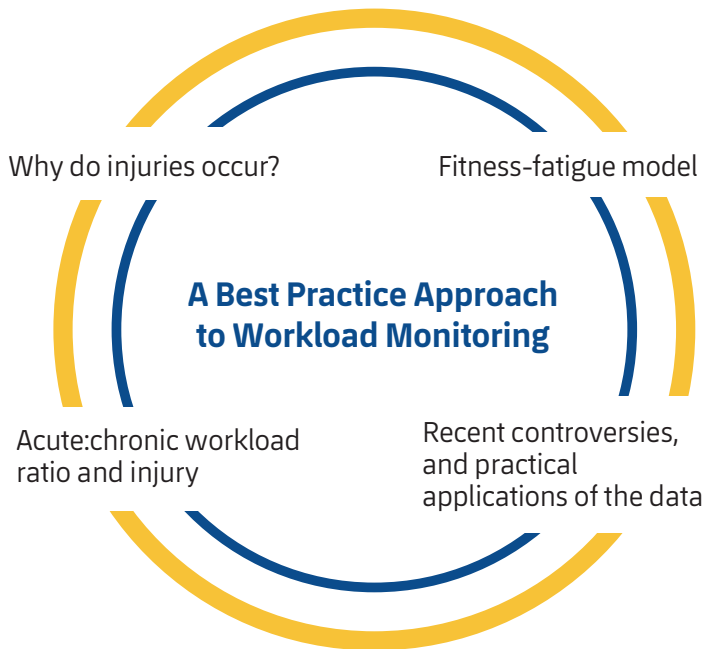 Why do injuries occur?
Fitness-fatigue model
A Best Practice Approach
to Workload Monitoring
Acute:chronic workload
ratio and injury
Recent controversies,
and practical
applications of the data